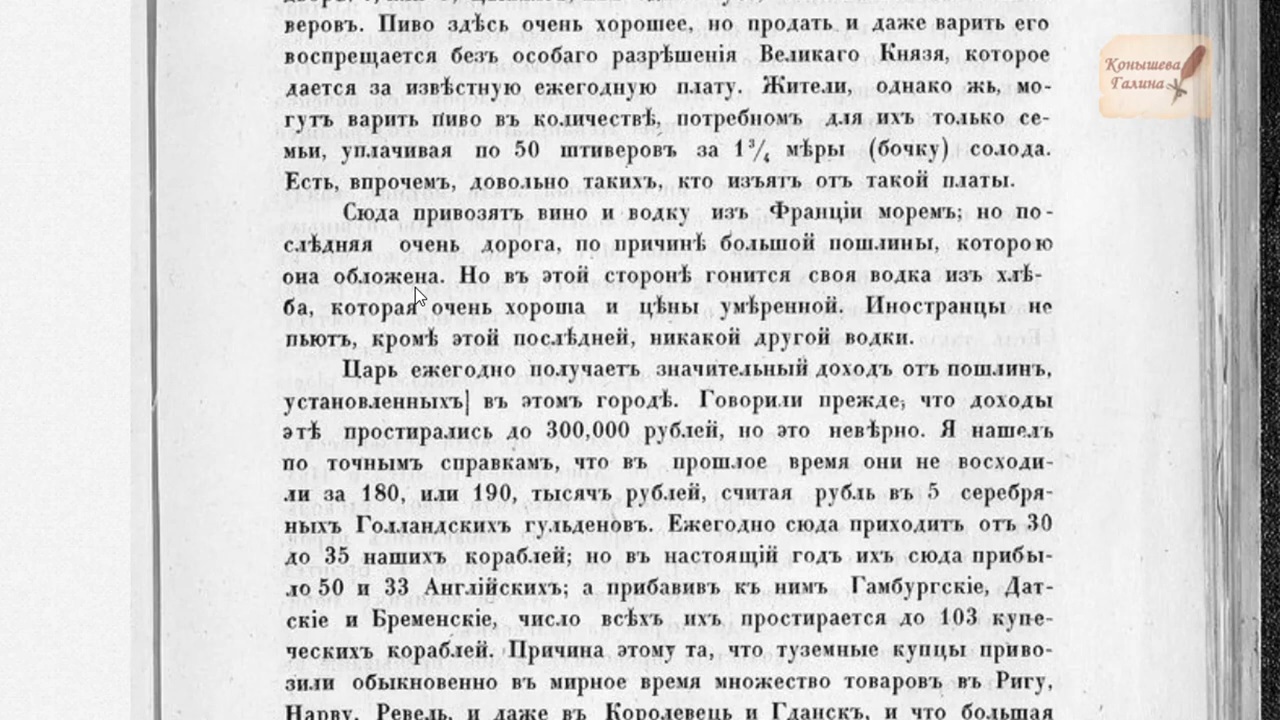 веровъ. Пиво здѣсь очень хорошее, но продать и даже варить его
воспрещается безъ особаго разрѣшенія Великаго Князя, которое
дается за извѣстную ежегодную плату. Жители, однако жь, мо-
гутъ варить пиво въ количествѣ, потребномъ для ихъ только се-
мьи, уплачивая по 50 штиверовъ за 1¾ мѣры (бочку) солода.
Есть, впрочемъ, довольно такихъ, кто изъятъ отъ такой платы.
Сюда привозятъ вино и водку изъ Франціи моремъ; но по-
слѣдняя очень дорога, по причинѣ большой пошлины, которою
она обложена. Но въ этой сторонѣ гонится своя водка изъ хлѣ-
ба, которая очень хороша и цѣны умѣренной. Иностранцы не
пьютъ, кромѣ этой послѣдней, никакой другой водки.
Царь ежегодно получаетъ значительный доходъ отъ пошлинъ,
установленныхъ] въ этомъ городѣ. Говорили прежде, что доходы
этѣ простирались до 300,000 рублей, но это невѣрно. Я нашелъ
по точнымъ справкамъ, что въ прошлое время они не восходи-
ли за 180, или 190, тысячъ рублей, считая рубль въ 5 серебря-
ныхъ Голландскихъ гульденовъ. Ежегодно сюда приходитъ отъ 30
до 35 нашихъ кораблей; но въ настоящій годъ ихъ сюда прибы-
ло 50 и 33 Англійскихъ; а прибавивъ къ нимъ Гамбургскіе, Дат-
скіе и Бременскіе, число всѣхъ ихъ простирается до 103 купе-
ческихъ кораблей. Причина этому та, что туземные купцы приво-
зили обыкновенно въ мирное время множество товаровъ въ Ригу,
Нарву, Ревель, и даже въ Королевецъ и Гданскъ, и что большая
Конышева
Галина